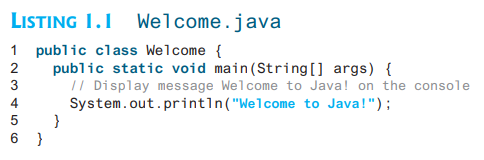 LISTING 1.1 Welcome.java
1 public class Welcome {
2   public static void main(String[] args) {
3     // Display message Welcome to Java! on the console
4     System.out.println("Welcome to Java!");
5   }
6 }